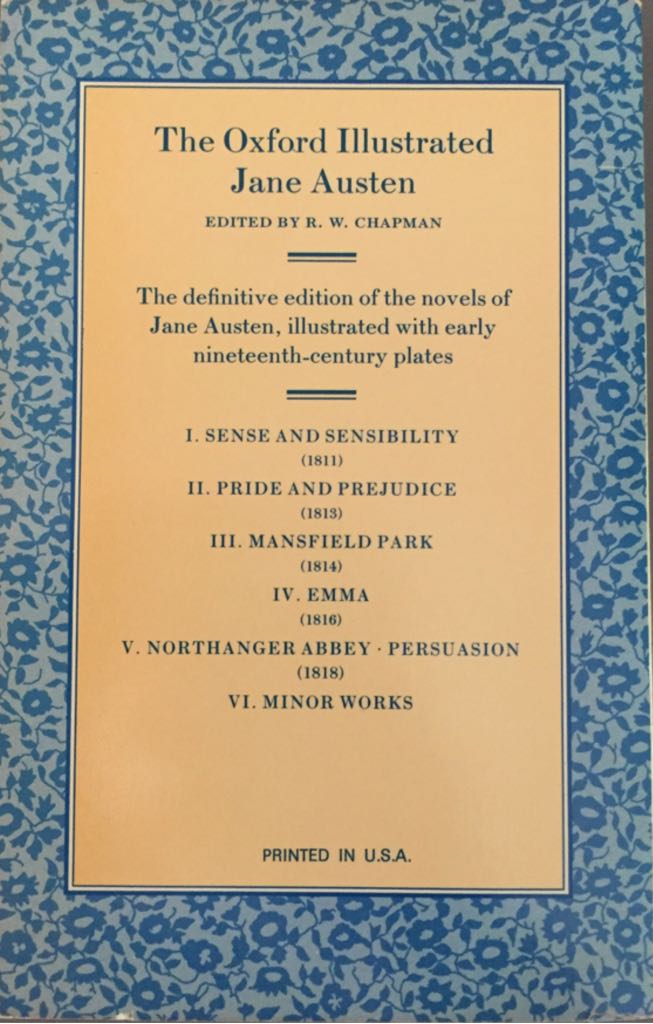 The Oxford Illustrated
Jane Austen
EDITED BY R. W. CHAPMAN
The definitive edition of the novels of
Jane Austen, illustrated with early
nineteenth-century plates
I. SENSE AND SENSIBILITY
(1811)
II. PRIDE AND PREJUDICE
(1813)
III. MANSFIELD PARK
(1814)
IV. EMMA
(1816)
V. NORTHANGER ABBEY · PERSUASION
(1818)
VI. MINOR WORKS
PRINTED IN U.S.A.